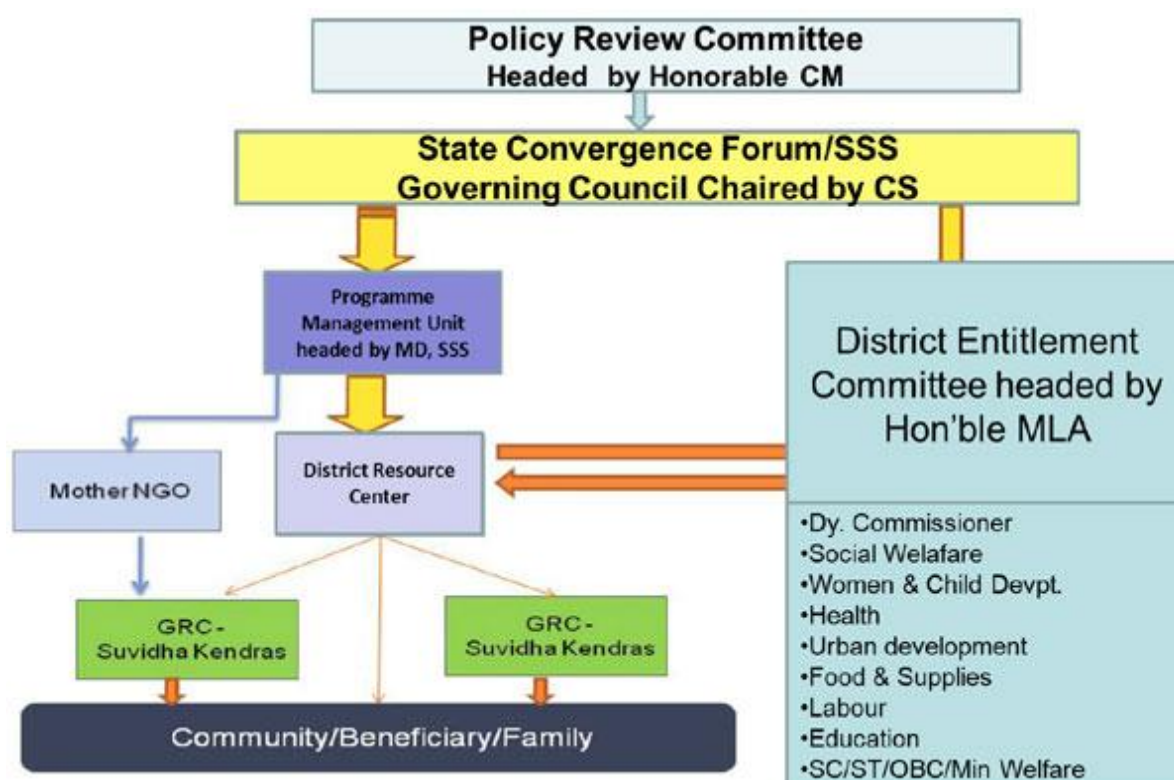 Policy Review Committee
Headed by Honorable CM
State Convergence Forum/SSS
Governing Council Chaired by CS
Programme
Management Unit
headed by MD, SSS
District Entitlement
Committee headed by
Hon'ble MLA
Mother NGO
District Resource
Center
•Dy. Commissioner
•Social Welafare
•Women & Child Devpt.
•Health
•Urban development
•Food & Supplies
•Labour
•Education
•SC/ST/OBC/Min Welfare
GRC-
Suvidha Kendras
GRC-
Suvidha Kendras
Community/Beneficiary/Family